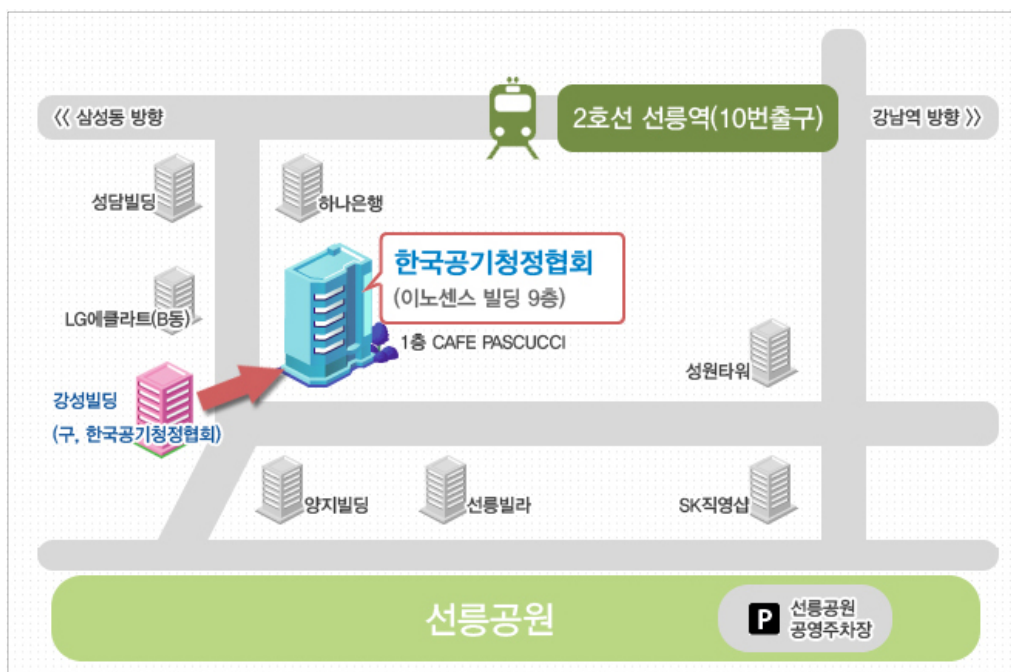 《 삼성동 방향
2호선 선릉역(10번출구)
강남역 방향 》
성담빌딩
하나은행
한국공기청정협회
(이노센스 빌딩 9층)
LG에클라트(B동)
1층 CAFE PASCUCCI
성원타워
강성빌딩
(구, 한국공기청정협회)
양지빌딩
선릉빌라
SK직영샵
선릉공원
P
선릉공원
공영주차장